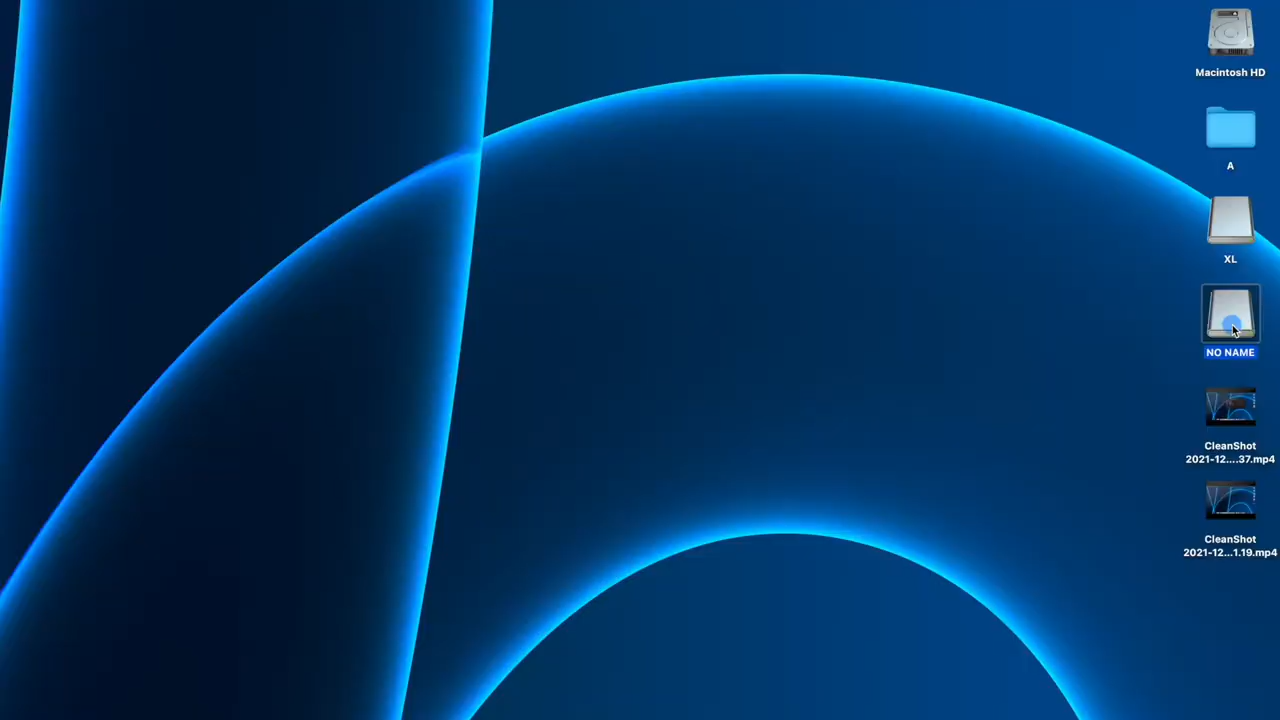 Macintosh HD
A
XL
NO NAME
CleanShot
2021-12....37.mp4
CleanShot
2021-12...1.19.mp4